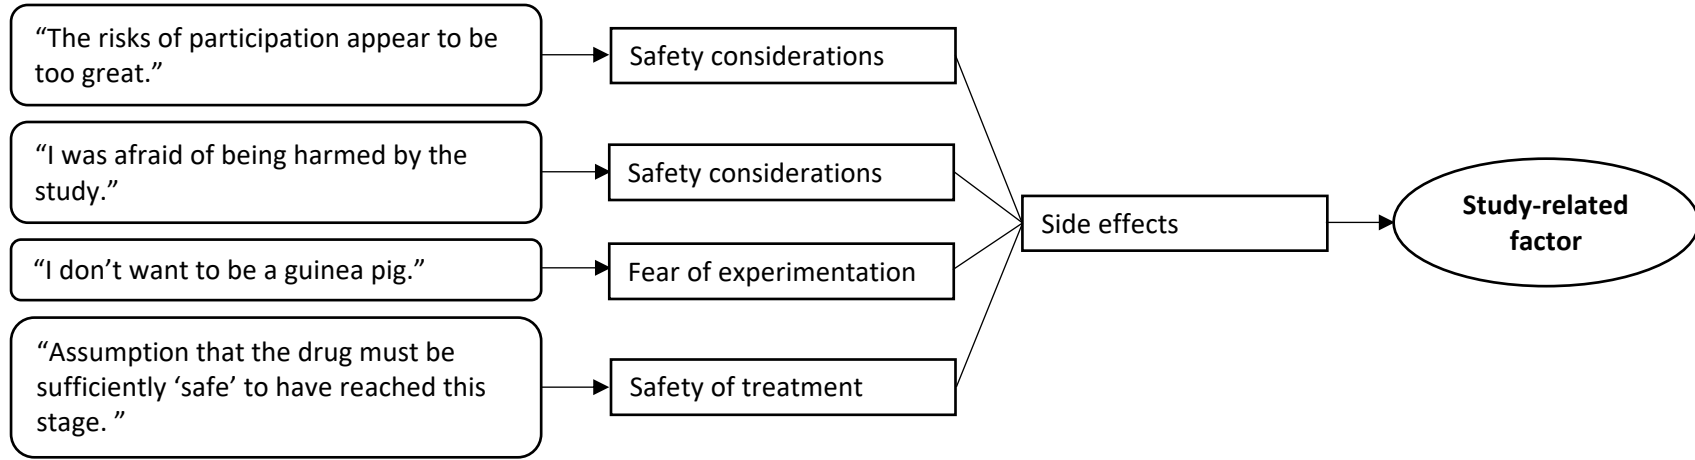 “The risks of participation appear to be
too great.”
Safety considerations
“I was afraid of being harmed by the
study.”
Safety considerations
“I don’t want to be a guinea pig.”
Fear of experimentation
“Assumption that the drug must be
sufficiently ‘safe’ to have reached this
stage. ”
Safety of treatment
Side effects
Study-related
factor